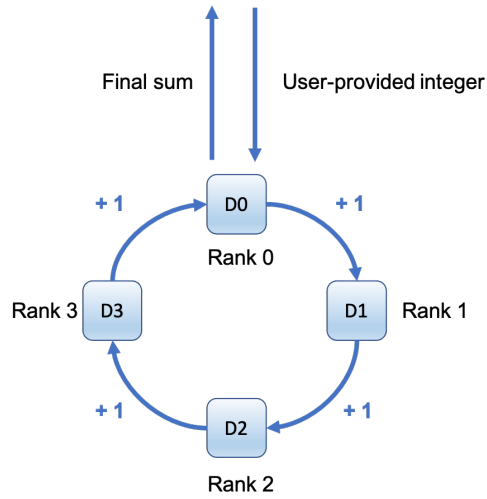 Final sum
User-provided integer
+ 1
D0
+ 1
Rank 0
Rank 3
D3
D1
Rank 1
+ 1
D2
+ 1
Rank 2